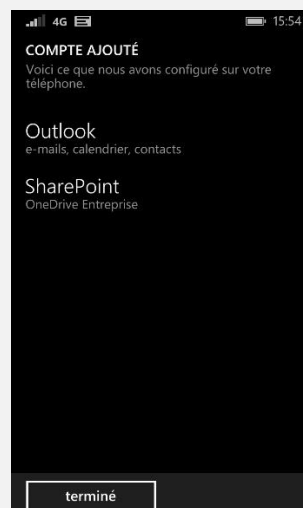 4G 15:54
COMPTE AJOUTÉ
Voici ce que nous avons configuré sur votre
téléphone.
Outlook
e-mails, calendrier, contacts
SharePoint
OneDrive Entreprise
terminé